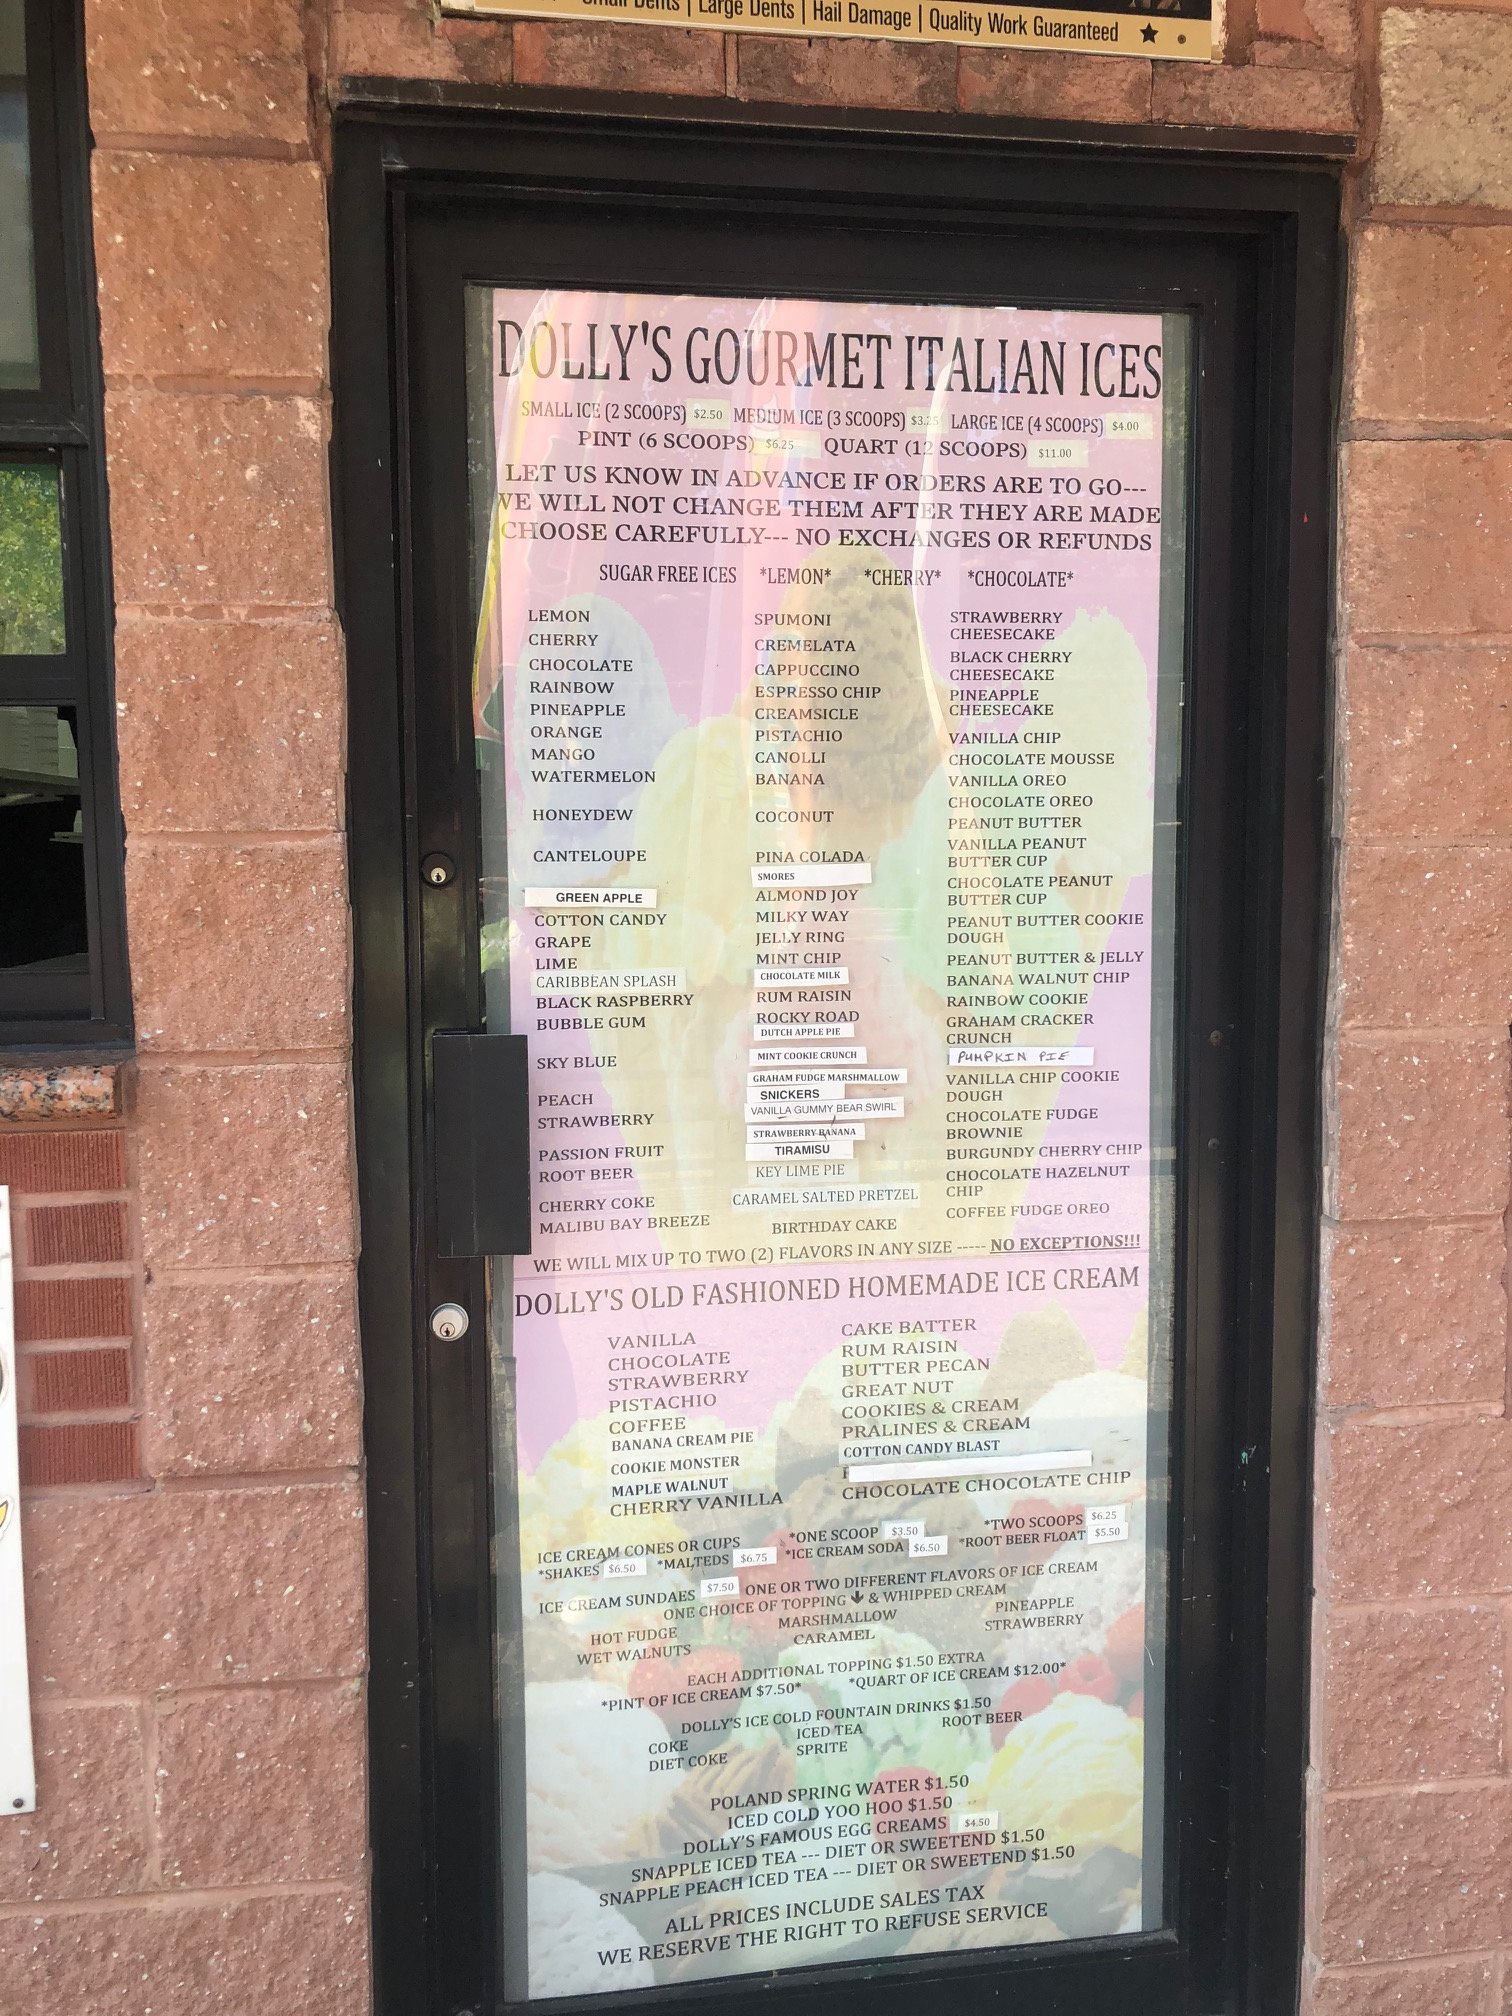 Small Dents | Large Dents | Hail Damage | Quality Work Guaranteed
DOLLY'S GOURMET ITALIAN ICES
SMALL ICE (2 SCOOPS) $2.50 MEDIUM ICE (3 SCOOPS) $3.25 LARGE ICE (4 SCOOPS) $4.00
PINT (6 SCOOPS) $6.25 QUART (12 SCOOPS) $11.00
LET US KNOW IN ADVANCE IF ORDERS ARE TO GO---
WE WILL NOT CHANGE THEM AFTER THEY ARE MADE
CHOOSE CAREFULLY--- NO EXCHANGES OR REFUNDS
SUGAR FREE ICES *LEMON* *CHERRY* *CHOCOLATE*
LEMON
CHERRY
CHOCOLATE
RAINBOW
PINEAPPLE
ORANGE
MANGO
WATERMELON
HONEYDEW
CANTELOUPE
GREEN APPLE
COTTON CANDY
GRAPE
LIME
CARIBBEAN SPLASH
BLACK RASPBERRY
BUBBLE GUM
SKY BLUE
PEACH
STRAWBERRY
PASSION FRUIT
ROOT BEER
CHERRY COKE
MALIBU BAY BREEZE
SPUMONI
CREMELATA
CAPPUCCINO
ESPRESSO CHIP
CREAMSICLE
PISTACHIO
CANOLLI
BANANA
COCONUT
PINA COLADA
SMORES
ALMOND JOY
MILKY WAY
JELLY RING
MINT CHIP
CHOCOLATE MILK
RUM RAISIN
ROCKY ROAD
DUTCH APPLE PIE
MINT COOKIE CRUNCH
GRAHAM FUDGE MARSHMALLOW
SNICKERS
VANILLA GUMMY BEAR SWIRL
STRAWBERRY BANANA
TIRAMISU
KEY LIME PIE
CARAMEL SALTED PRETZEL
BIRTHDAY CAKE
STRAWBERRY
CHEESECAKE
BLACK CHERRY
CHEESECAKE
PINEAPPLE
CHEESECAKE
VANILLA CHIP
CHOCOLATE MOUSSE
VANILLA OREO
CHOCOLATE OREO
PEANUT BUTTER
VANILLA PEANUT
BUTTER CUP
CHOCOLATE PEANUT
BUTTER CUP
PEANUT BUTTER COOKIE
DOUGH
PEANUT BUTTER & JELLY
BANANA WALNUT CHIP
RAINBOW COOKIE
GRAHAM CRACKER
CRUNCH
PUMPKIN PIE
VANILLA CHIP COOKIE
DOUGH
CHOCOLATE FUDGE
BROWNIE
BURGUNDY CHERRY CHIP
CHOCOLATE HAZELNUT
CHIP
COFFEE FUDGE OREO
WE WILL MIX UP TO TWO (2) FLAVORS IN ANY SIZE ----- NO EXCEPTIONS!!!
DOLLY'S OLD FASHIONED HOMEMADE ICE CREAM
VANILLA
CHOCOLATE
STRAWBERRY
PISTACHIO
COFFEE
BANANA CREAM PIE
COOKIE MONSTER
MAPLE WALNUT
CHERRY VANILLA
CAKE BATTER
RUM RAISIN
BUTTER PECAN
GREAT NUT
COOKIES & CREAM
PRALINES & CREAM
COTTON CANDY BLAST
CHOCOLATE CHOCOLATE CHIP
ICE CREAM CONES OR CUPS *ONE SCOOP $3.50 *TWO SCOOPS $6.25
*SHAKES $6.50 *MALTEDS $6.75 *ICE CREAM SODA $6.50 *ROOT BEER FLOAT $5.50
ICE CREAM SUNDAES $7.50 ONE OR TWO DIFFERENT FLAVORS OF ICE CREAM
ONE CHOICE OF TOPPING ↓ & WHIPPED CREAM
HOT FUDGE MARSHMALLOW PINEAPPLE
WET WALNUTS CARAMEL STRAWBERRY
EACH ADDITIONAL TOPPING $1.50 EXTRA
*PINT OF ICE CREAM $7.50* *QUART OF ICE CREAM $12.00*
DOLLY'S ICE COLD FOUNTAIN DRINKS $1.50
COKE ICED TEA ROOT BEER
DIET COKE SPRITE
POLAND SPRING WATER $1.50
ICED COLD YOO HOO $1.50
DOLLY'S FAMOUS EGG CREAMS $4.50
SNAPPLE ICED TEA --- DIET OR SWEETEND $1.50
SNAPPLE PEACH ICED TEA --- DIET OR SWEETEND $1.50
ALL PRICES INCLUDE SALES TAX
WE RESERVE THE RIGHT TO REFUSE SERVICE